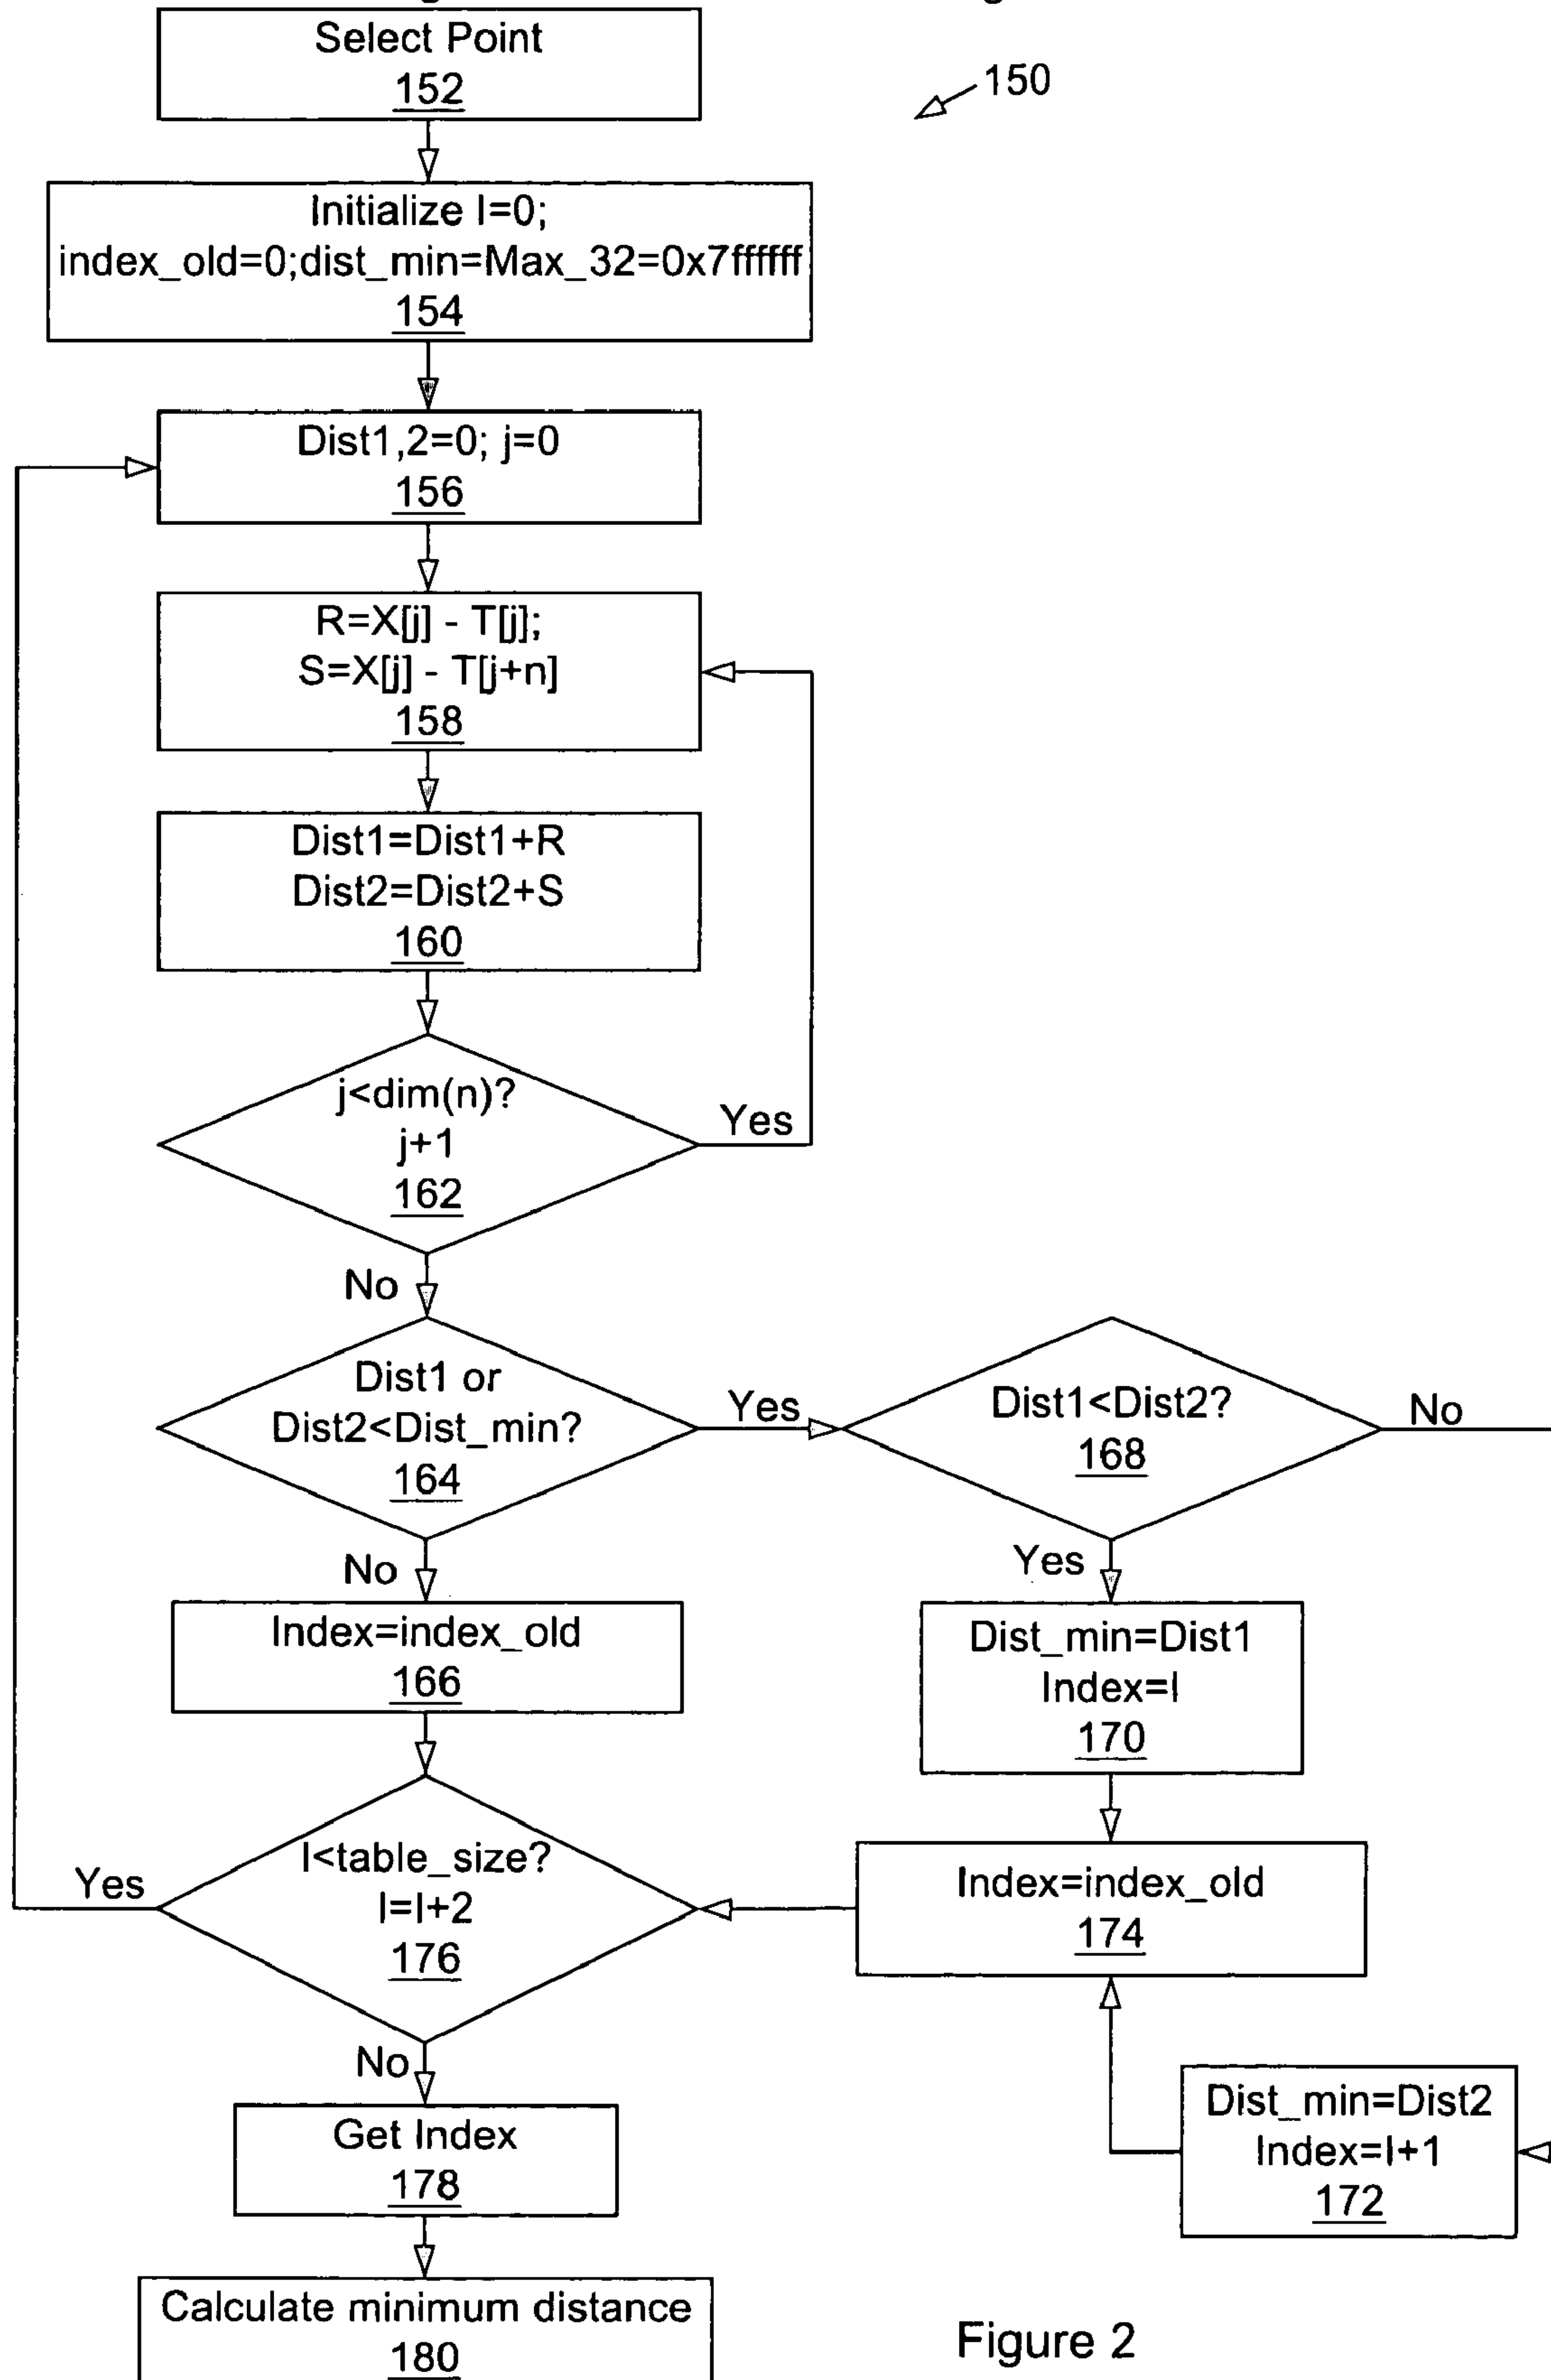 Select Point
152
150
Initialize I=0;
index_old=0;dist_min=Max_32=0x7ffffff
154
Dist1,2=0; j=0
156
R=X[j] - T[j];
S=X[j] - T[j+n]
158
Dist1=Dist1+R
Dist2=Dist2+S
160
j<dim(n)?
j+1
162
Yes
No
Dist1 or
Dist2<Dist_min?
164
Yes
Dist1<Dist2?
168
No
No
Yes
Index=index_old
166
Dist_min=Dist1
Index=I
170
I<table_size?
I=I+2
176
Yes
Index=index_old
174
No
Get Index
178
Dist_min=Dist2
Index=I+1
172
Calculate minimum distance
180
Figure 2